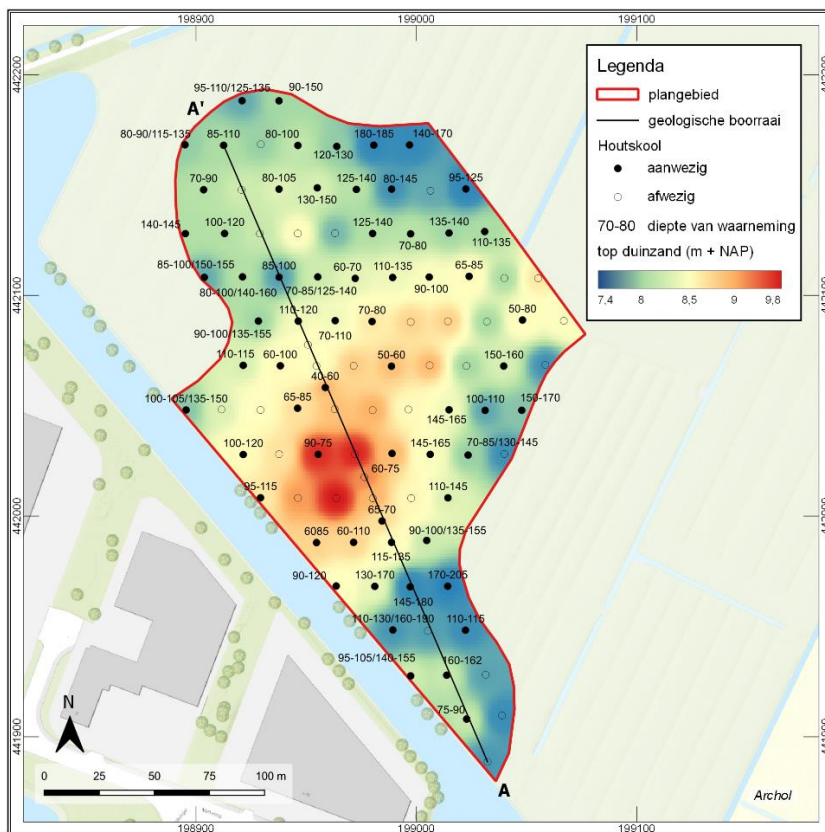 198900 199000 199100
442200
95-110/125-135 90-150
A'
80-90/115-135 85-110 80-100 120-130 180-185 140-170
70-90 80-105 130-150 125-140 80-145 95-125
140-145 100-120 125-140 70-80 135-140 110-135
442100
85-100/150-155 80-100/140-160 85-100 70-85/125-140 60-70 110-135 90-100 65-85
90-100/135-155 110-120 70-110 70-80 50-80
110-115 60-100 50-60 150-160
40-60
100-105/135-150 65-85 145-165 100-110 150-170
100-120 90-75 60-75 145-165 70-85/130-145
442000
95-115 110-145
65-70
6085 60-110 115-135 90-100/135-155
90-120 130-170 145-180 170-205
110-130/160-190 110-115
95-105/140-155 160-162
75-90
441900
A
Legenda
plangebied
geologische boorraai
Houtskool
aanwezig
afwezig
70-80 diepte van waarneming
top duinzand (m + NAP)
7,4 8 8,5 9 9,8
442200
442100
442000
441900
N
0 25 50 75 100 m
Archol
198900 199000 199100